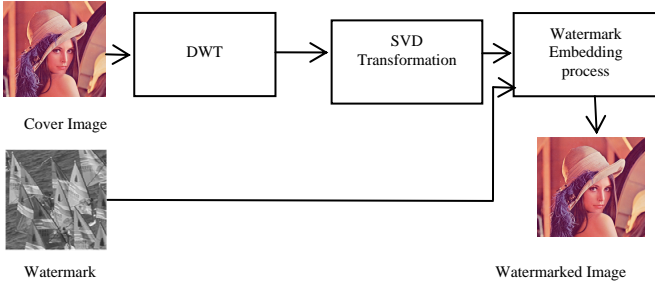 DWT
SVD
Transformation
Watermark
Embedding
process
Cover Image
Watermark
Watermarked Image